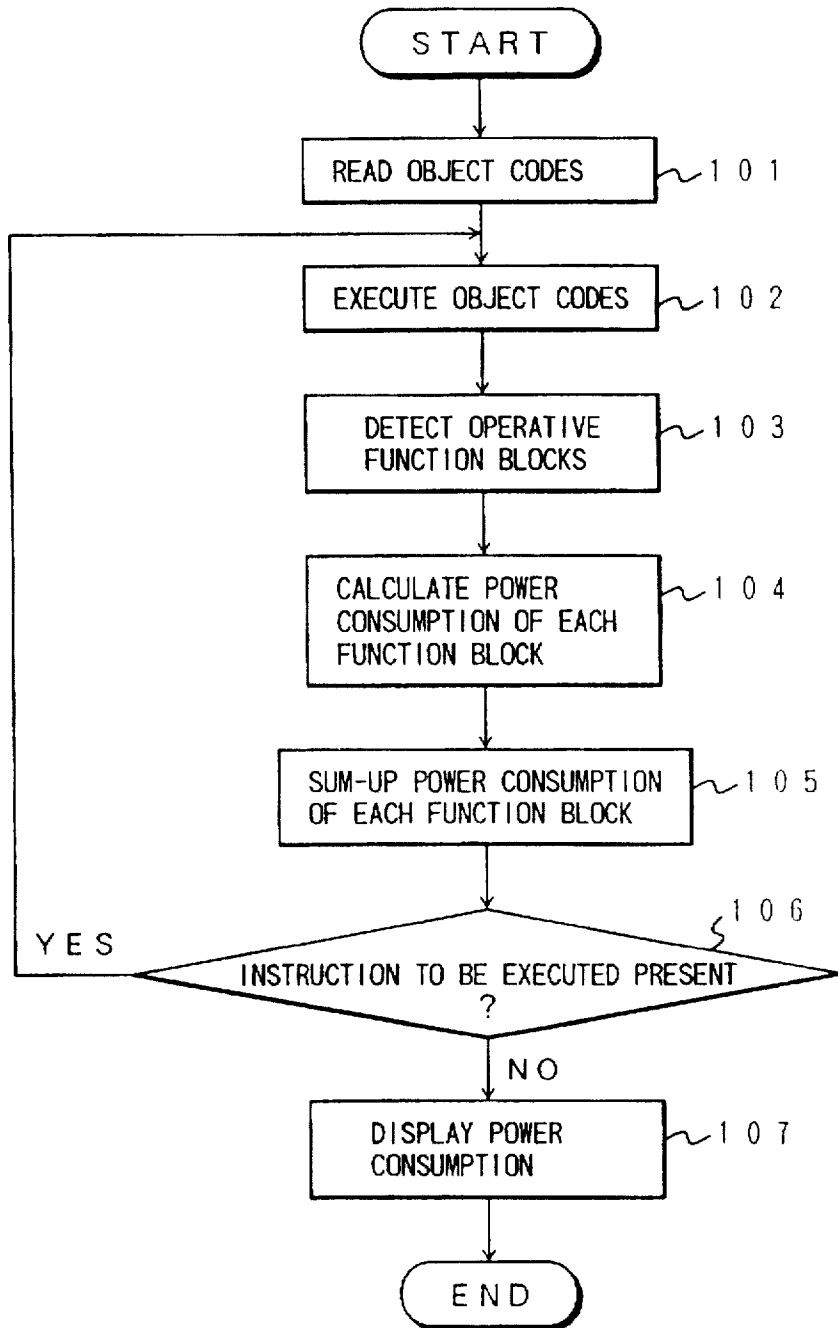 START
READ OBJECT CODES
101
EXECUTE OBJECT CODES
102
DETECT OPERATIVE
FUNCTION BLOCKS
103
CALCULATE POWER
CONSUMPTION OF EACH
FUNCTION BLOCK
104
SUM-UP POWER CONSUMPTION
OF EACH FUNCTION BLOCK
105
106
YES
INSTRUCTION TO BE EXECUTED PRESENT
?
NO
DISPLAY POWER
CONSUMPTION
107
END